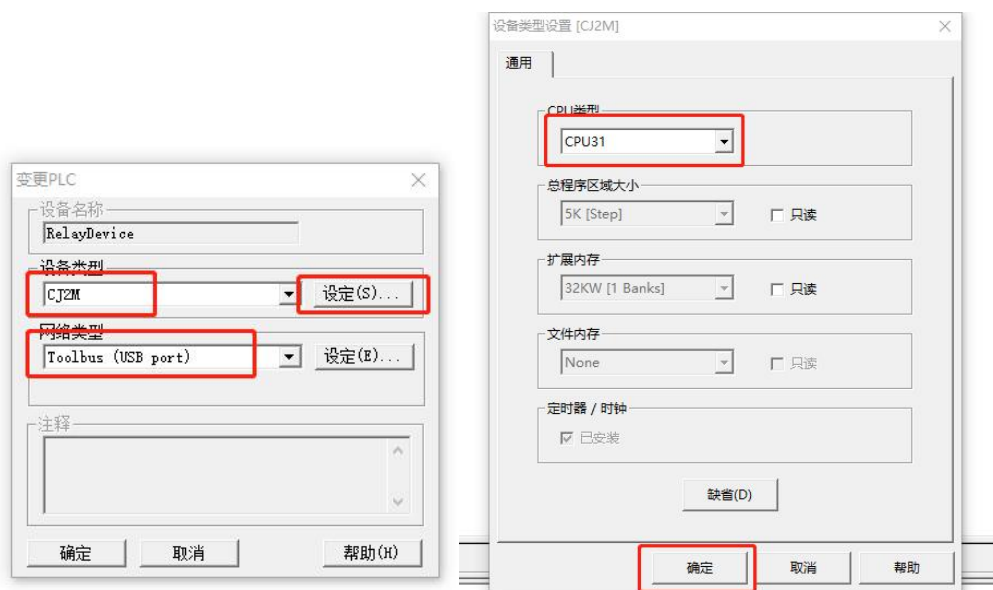 变更PLC
设备名称
RelayDevice
设备类型
CJ2M
设定(S)...
网络类型
Toolbus (USB port)
设定(E)...
注释
确定
取消
帮助(H)
设备类型设置 [CJ2M]
通用
CPU类型
CPU31
总程序区域大小
5K [Step]
只读
扩展内存
32KW [1 Banks]
只读
文件内存
None
只读
定时器 / 时钟
已安装
缺省(D)
确定
取消
帮助